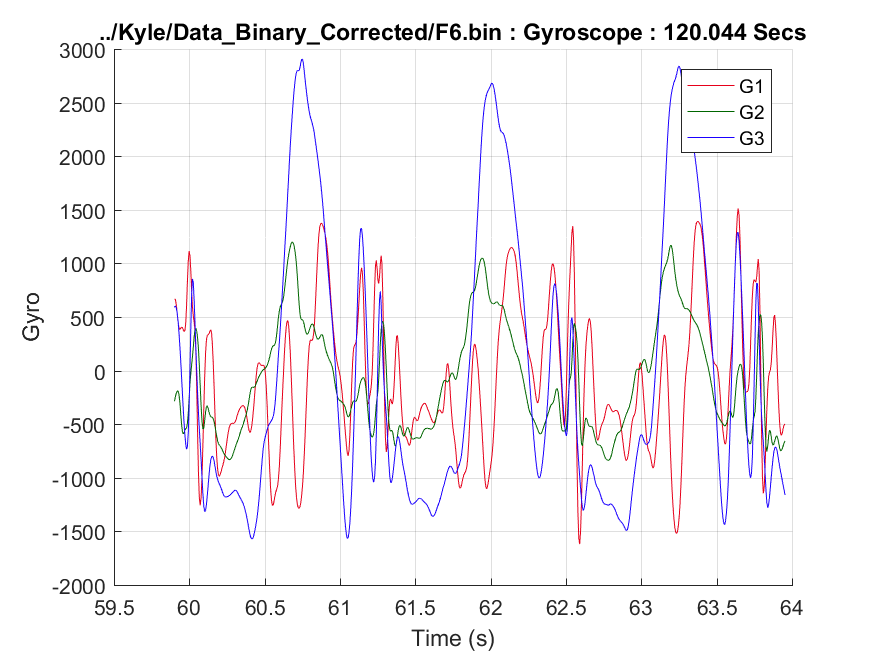 ../Kyle/Data_Binary_Corrected/F6.bin : Gyroscope : 120.044 Secs
3000
2500
2000
1500
1000
500
0
-500
-1000
-1500
-2000
Gyro
G1
G2
G3
59.5 60 60.5 61 61.5 62 62.5 63 63.5 64
Time (s)